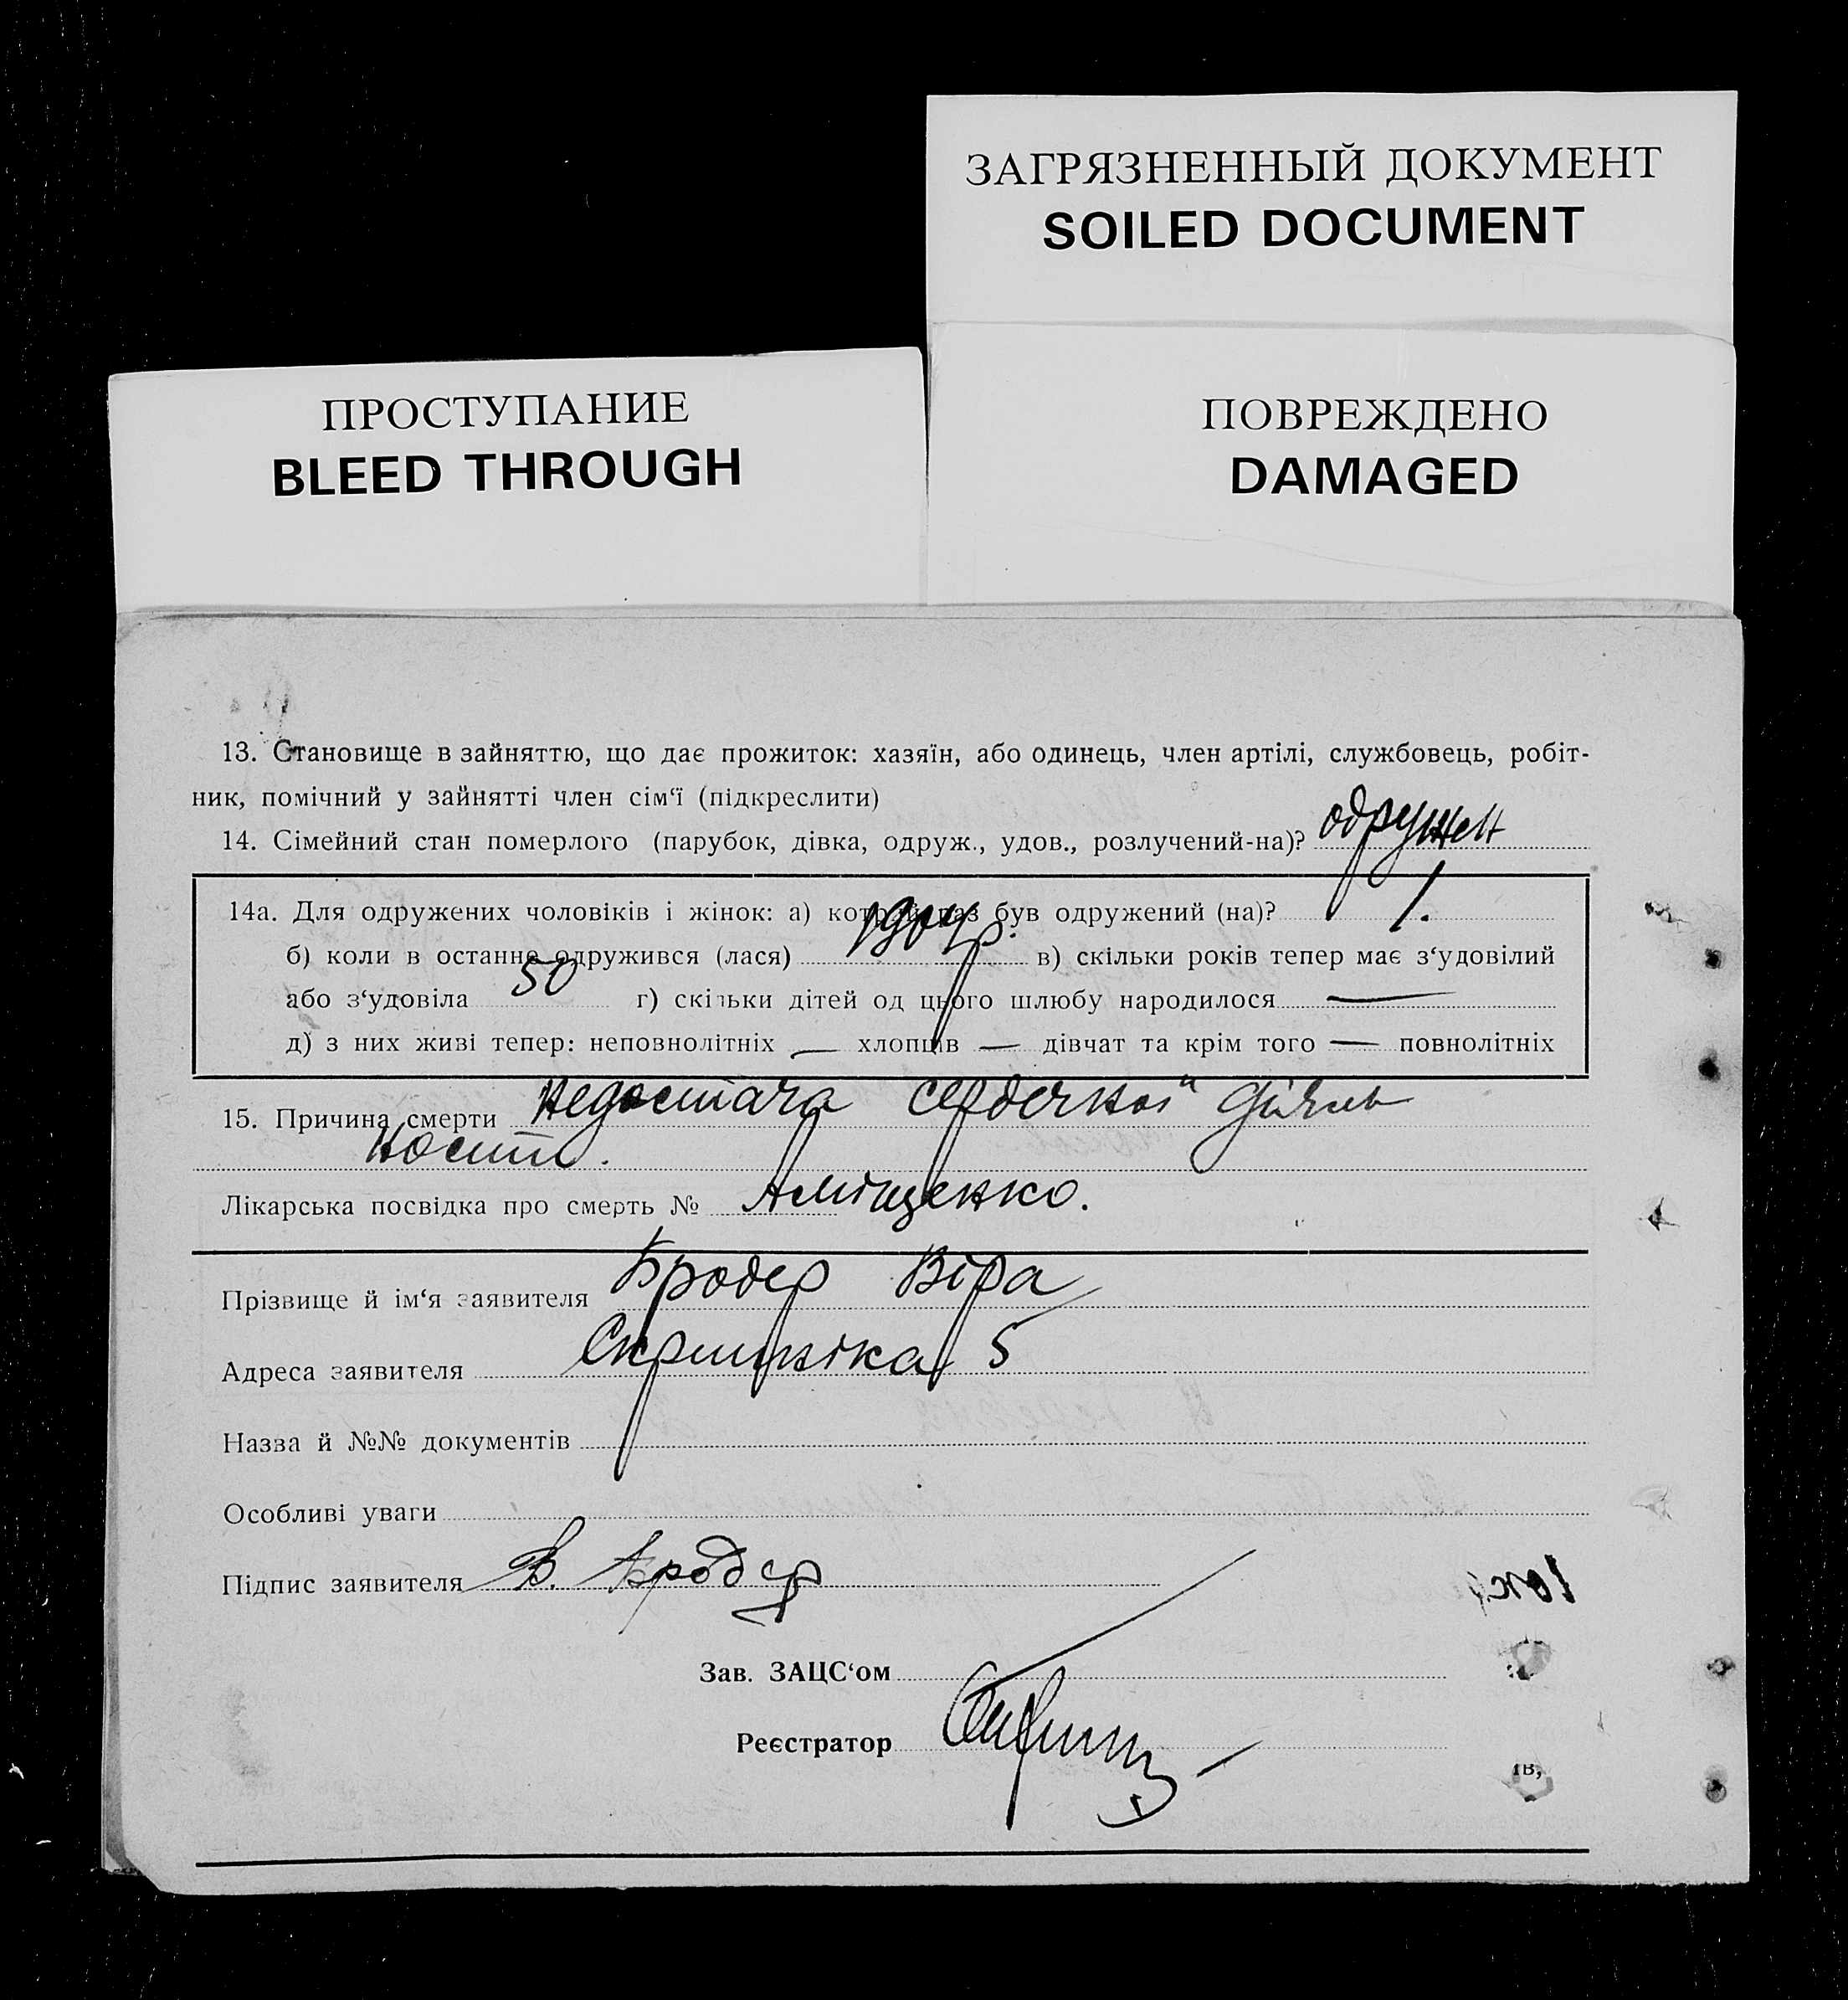 ЗАГРЯЗНЕННЫЙ ДОКУМЕНТ
SOILED DOCUMENT
ПРОСТУПАНИЕ
BLEED THROUGH
ПОВРЕЖДЕНО
DAMAGED
13. Становище в зайняттю, що дає прожиток: хазяїн, або одинець, член артілі, службовець, робіт-
ник, помічний у зайнятті член сім‘ї (підкреслити)
14. Сімейний стан померлого (парубок, дівка, одруж., удов., розлучений-на)? одружен
14а. Для одружених чоловіків і жінок: а) котрий раз був одружений (на)? 1.
б) коли в останнє одружився (лася) 1904 р. в) скільки років тепер має з‘удовілий
або з‘удовіла 50 г) скільки дітей од цього шлюбу народилося —
д) з них живі тепер: неповнолітніх — хлопців — дівчат та крім того — повнолітніх
15. Причина смерти Недостача сердечної діяль
ности.
Лікарська посвідка про смерть № Аміщенко.
Прізвище й ім‘я заявителя Бродер Віра
Адреса заявителя Скрипніка 5
Назва й №№ документів
Особливі уваги
Підпис заявителя В. Бродер
Зав. ЗАЦС‘ом
Реєстратор
ів,